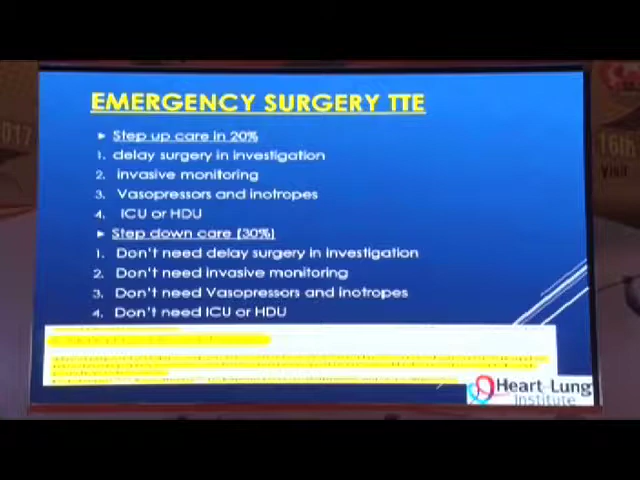 EMERGENCY SURGERY TTE
▸ Step up care in 20%
1. delay surgery in investigation
2. invasive monitoring
3. Vasopressors and inotropes
4. ICU or HDU
▸ Step down care (30%)
1. Don't need delay surgery in investigation
2. Don't need invasive monitoring
3. Don't need Vasopressors and inotropes
4. Don't need ICU or HDU
Heart Lung
Institute
2017
16th